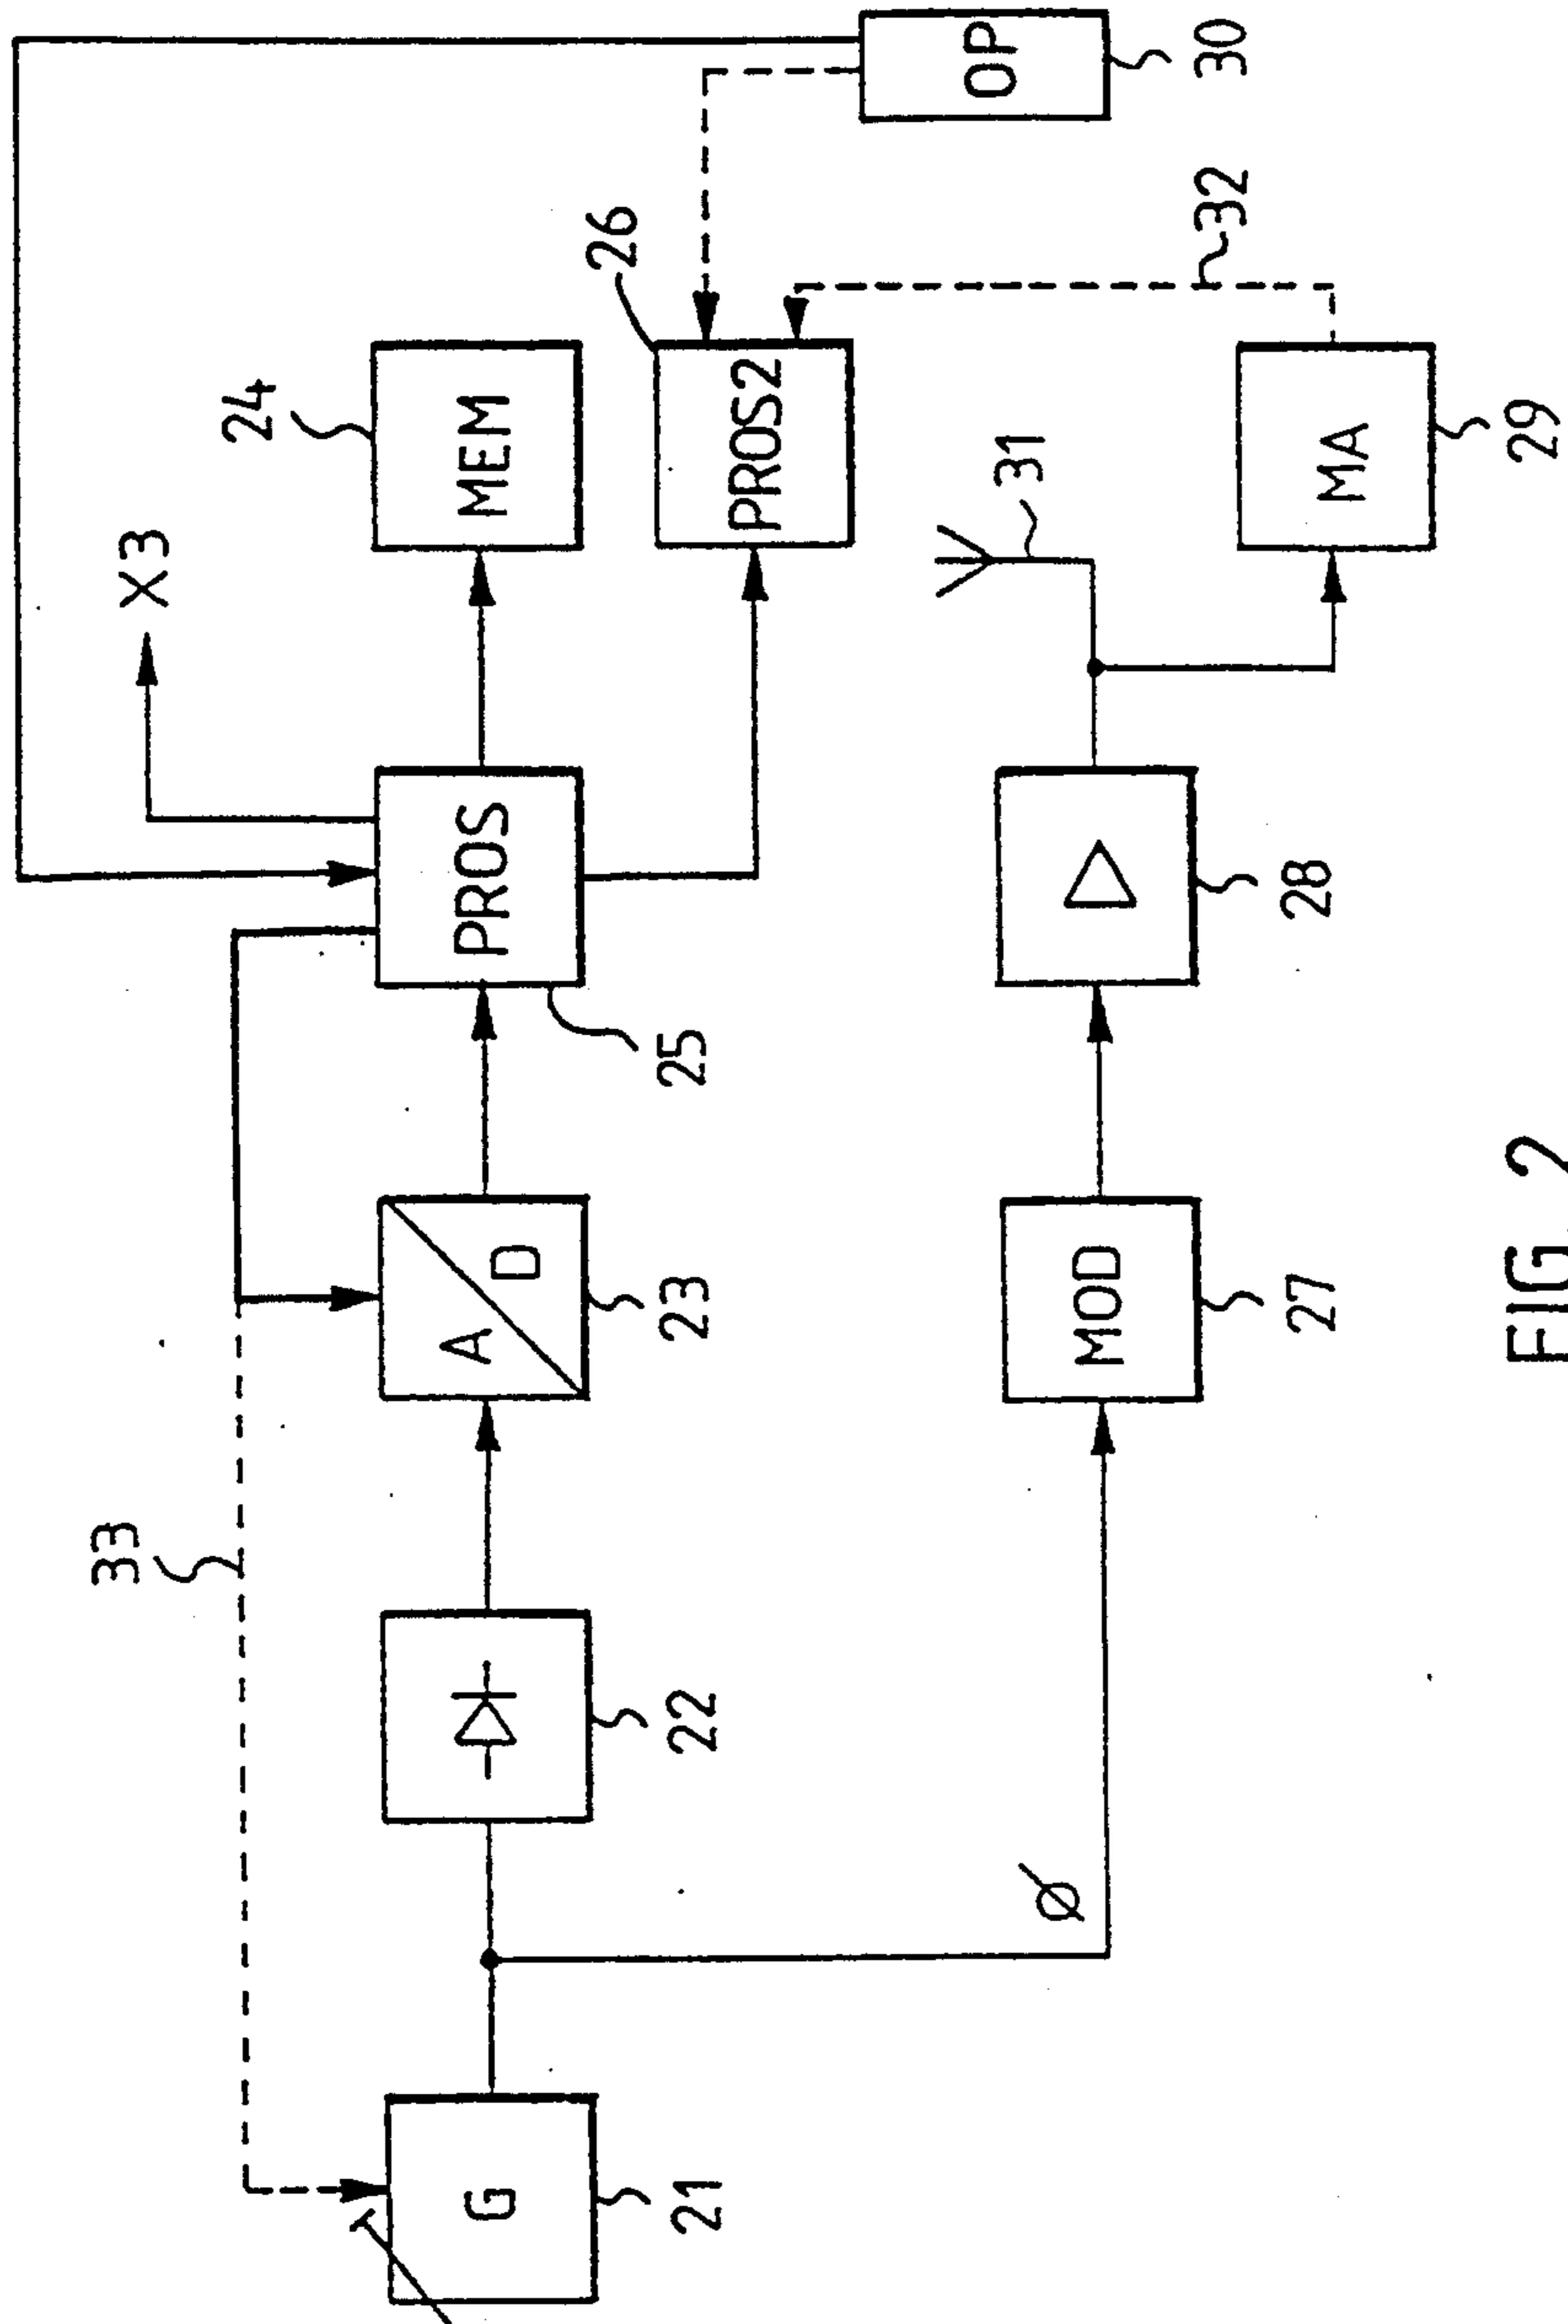 33
X3
24
G
A
D
PROS
MEM
21
22
23
25
26
PROS2
Ø
31
OP
30
MOD
32
27
28
MA
29
FIG. 2